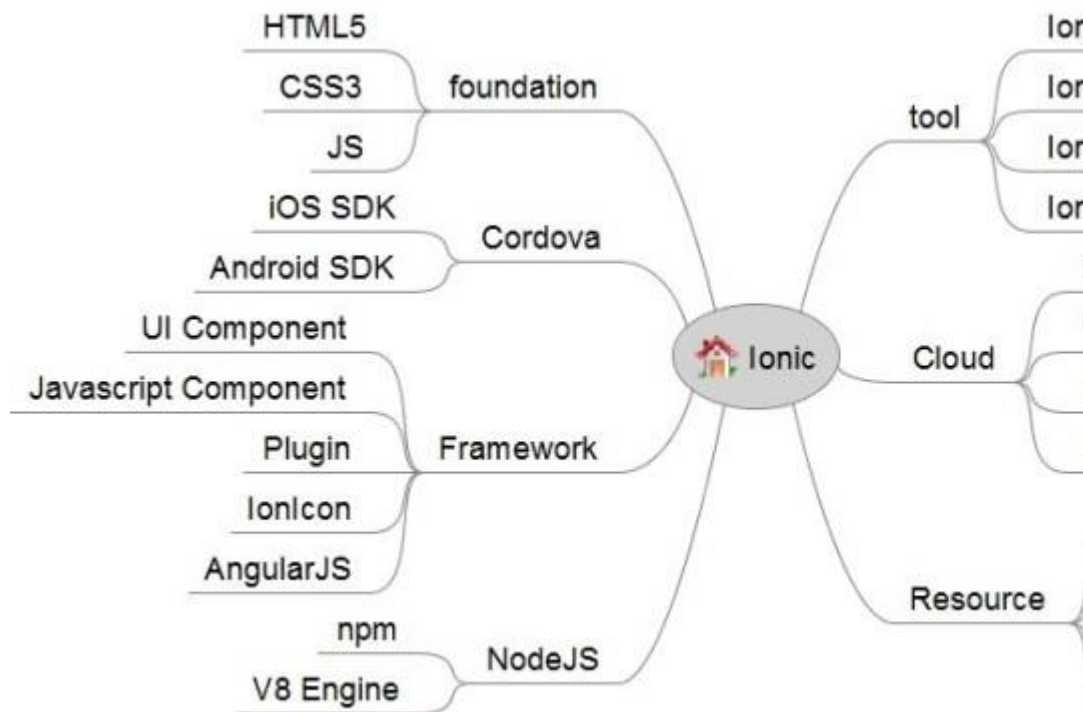 HTML5
CSS3
JS
foundation
iOS SDK
Android SDK
Cordova
UI Component
Javascript Component
Plugin
IonIcon
AngularJS
Framework
npm
V8 Engine
NodeJS
Ionic
tool
Cloud
Resource